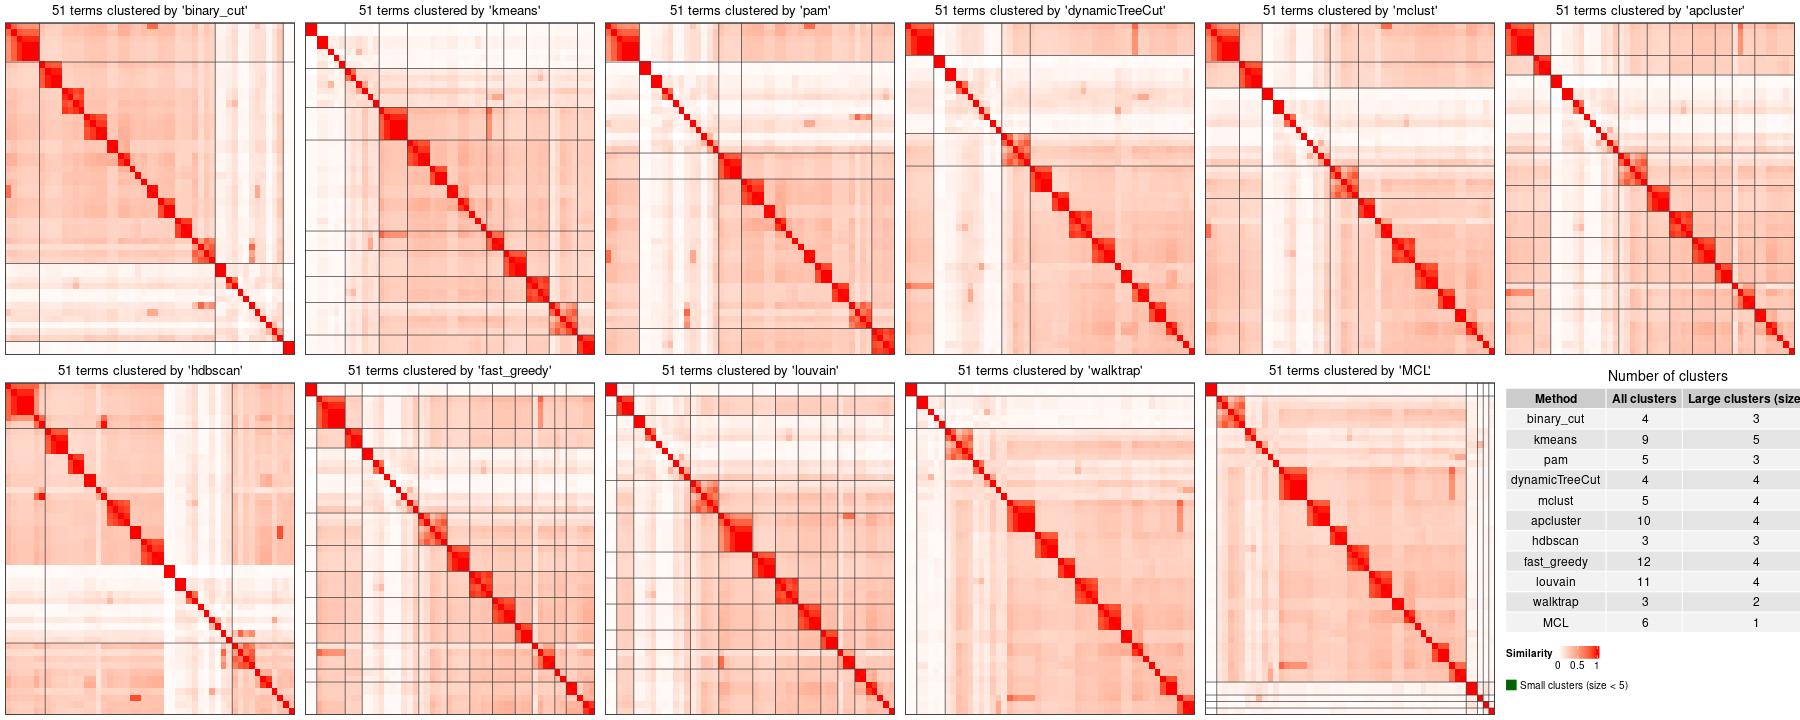 51 terms clustered by 'binary_cut'
51 terms clustered by 'kmeans'
51 terms clustered by 'pam'
51 terms clustered by 'dynamicTreeCut'
51 terms clustered by 'mclust'
51 terms clustered by 'apcluster'
51 terms clustered by 'hdbscan'
51 terms clustered by 'fast_greedy'
51 terms clustered by 'louvain'
51 terms clustered by 'walktrap'
51 terms clustered by 'MCL'
Number of clusters
Method All clusters Large clusters (size
binary_cut 4 3
kmeans 9 5
pam 5 3
dynamicTreeCut 4 4
mclust 5 4
apcluster 10 4
hdbscan 3 3
fast_greedy 12 4
louvain 11 4
walktrap 3 2
MCL 6 1
Similarity
0 0.5 1
Small clusters (size < 5)